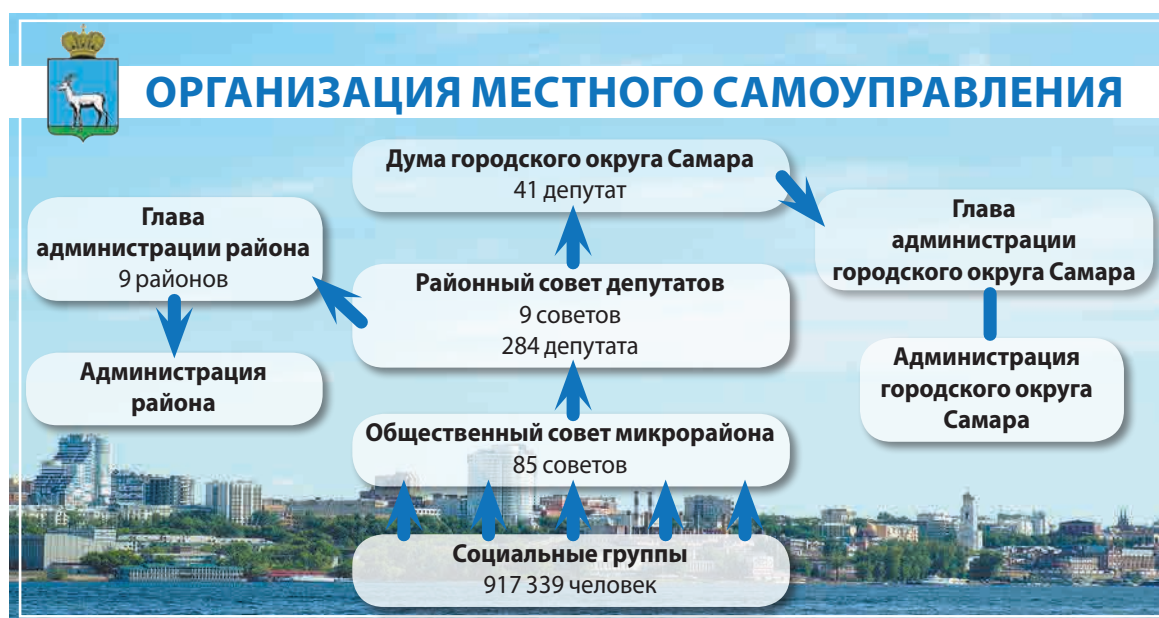 ОРГАНИЗАЦИЯ МЕСТНОГО САМОУПРАВЛЕНИЯ
Дума городского округа Самара
41 депутат
Глава
администрации района
9 районов
Районный совет депутатов
9 советов
284 депутата
Глава
администрации
городского округа Самара
Администрация
района
Администрация
городского округа
Самара
Общественный совет микрорайона
85 советов
Социальные группы
917 339 человек